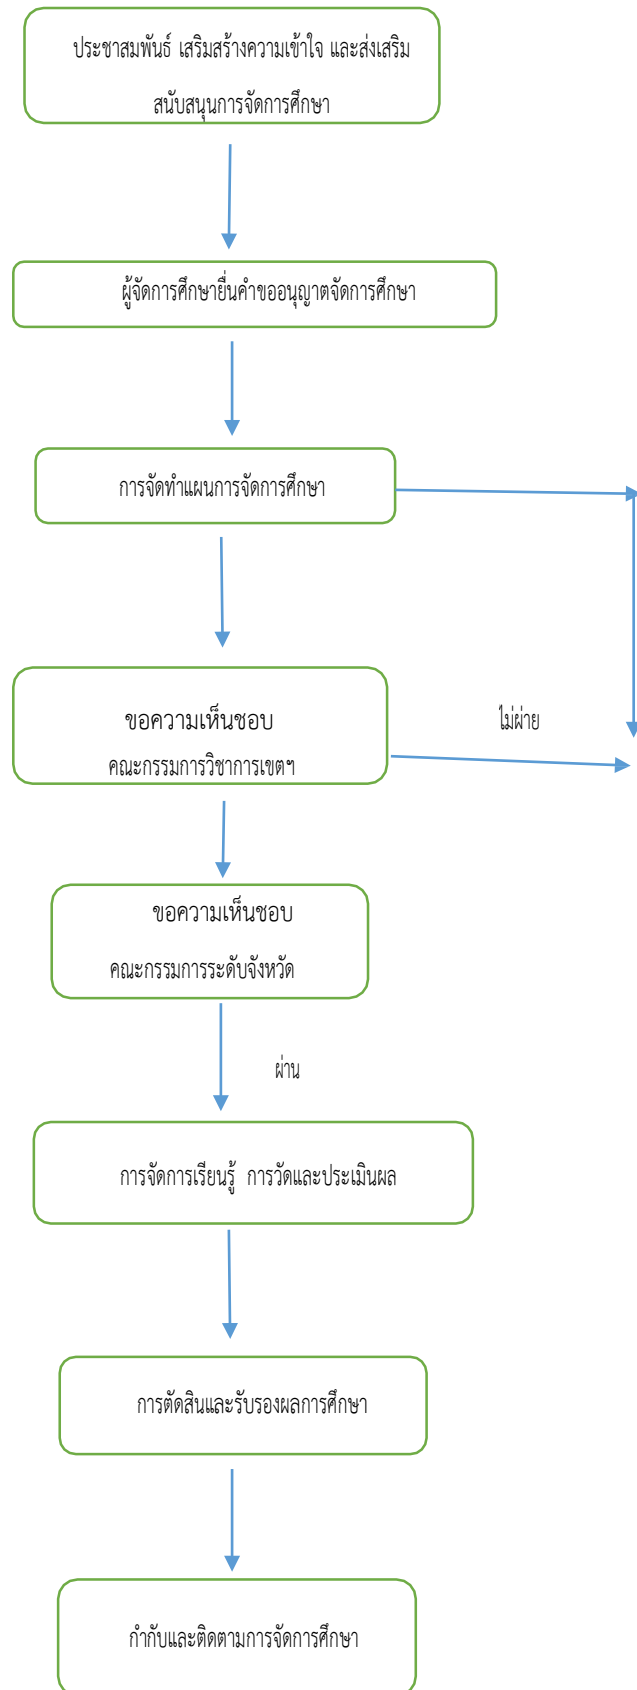 ประชาสมพันธ์ เสริมสร้างความเข้าใจ และส่งเสริม
สนับสนุนการจัดการศึกษา
ผู้จัดการศึกษายื่นคำขออนุญาตจัดการศึกษา
การจัดทำแผนการจัดการศึกษา
ขอความเห็นชอบ
คณะกรรมการวิชาการเขตฯ
ไม่ผ่าย
ขอความเห็นชอบ
คณะกรรมการระดับจังหวัด
ผ่าน
การจัดการเรียนรู้ การวัดและประเมินผล
การตัดสินและรับรองผลการศึกษา
กำกับและติดตามการจัดการศึกษา